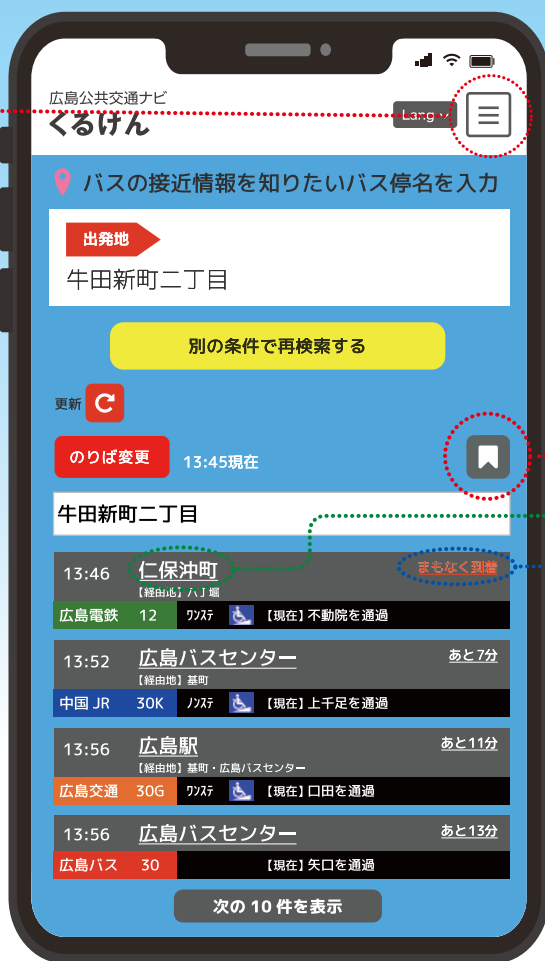 広島公共交通ナビ
くるけん
Lang
バスの接近情報を知りたいバス停名を入力
出発地
牛田新町二丁目
別の条件で再検索する
更新
のりば変更 13:45現在
牛田新町二丁目
13:46 仁保沖町 まもなく到着
【経由地】八丁堀
広島電鉄 12 ワンステ 【現在】不動院を通過
13:52 広島バスセンター あと7分
【経由地】基町
中国JR 30K ノンステ 【現在】上千足を通過
13:56 広島駅 あと11分
【経由地】基町・広島バスセンター
広島交通 30G ワンステ 【現在】口田を通過
13:56 広島バスセンター あと13分
広島バス 30 【現在】矢口を通過
次の10件を表示